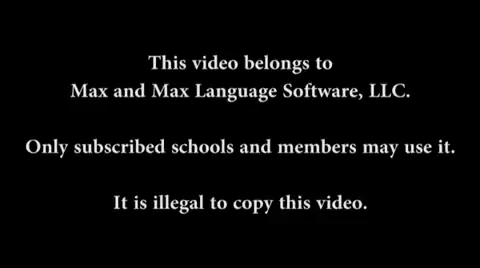 This video belongs to
Max and Max Language Software, LLC.
Only subscribed schools and members may use it.
It is illegal to copy this video.